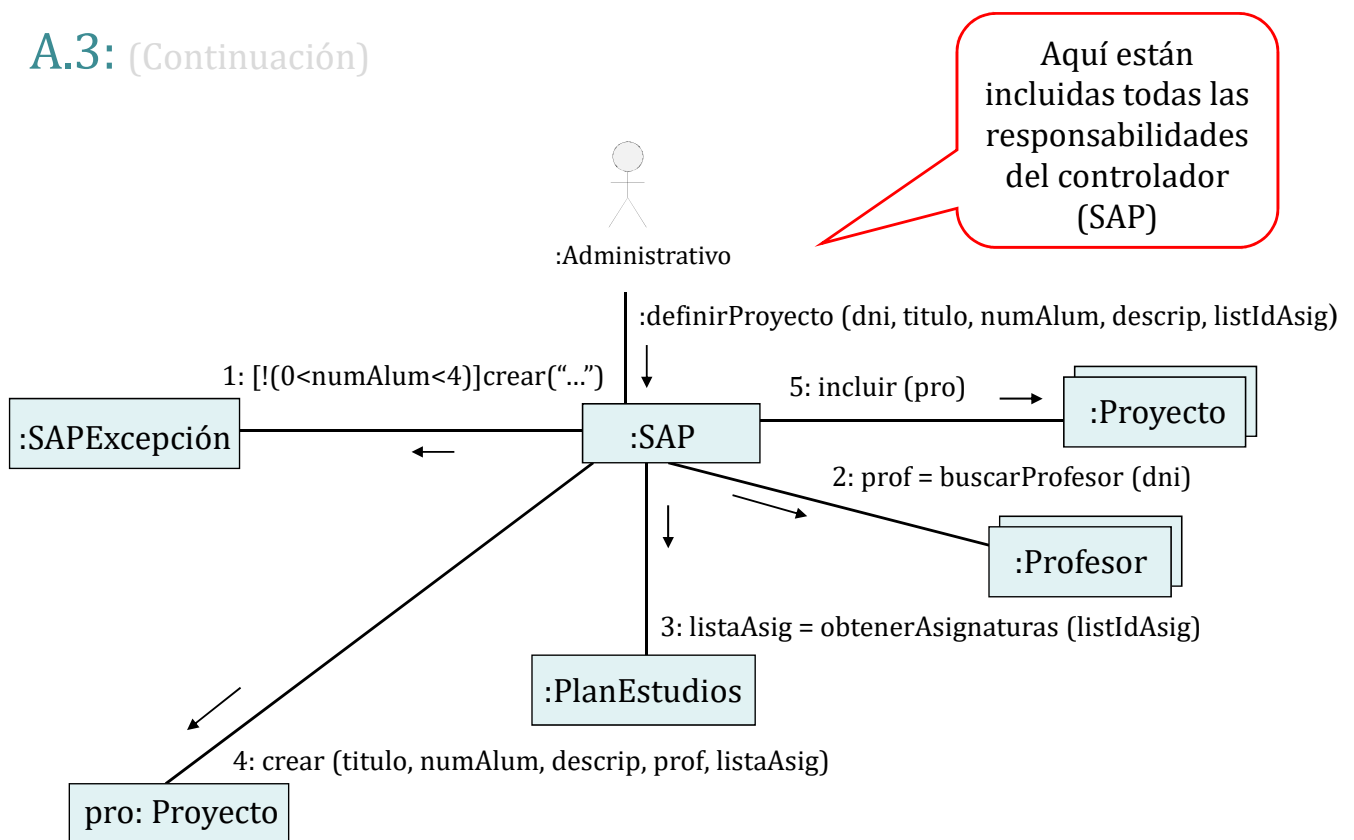 A.3: (Continuación)
Aquí están
incluidas todas las
responsabilidades
del controlador
(SAP)
:Administrativo
:definirProyecto (dni, titulo, numAlum, descrip, listIdAsig)
1: [!(0<numAlum<4)]crear(“...”)
5: incluir (pro)
:SAPExcepción
:SAP
:Proyecto
2: prof = buscarProfesor (dni)
:Profesor
3: listaAsig = obtenerAsignaturas (listIdAsig)
:PlanEstudios
4: crear (titulo, numAlum, descrip, prof, listaAsig)
pro: Proyecto